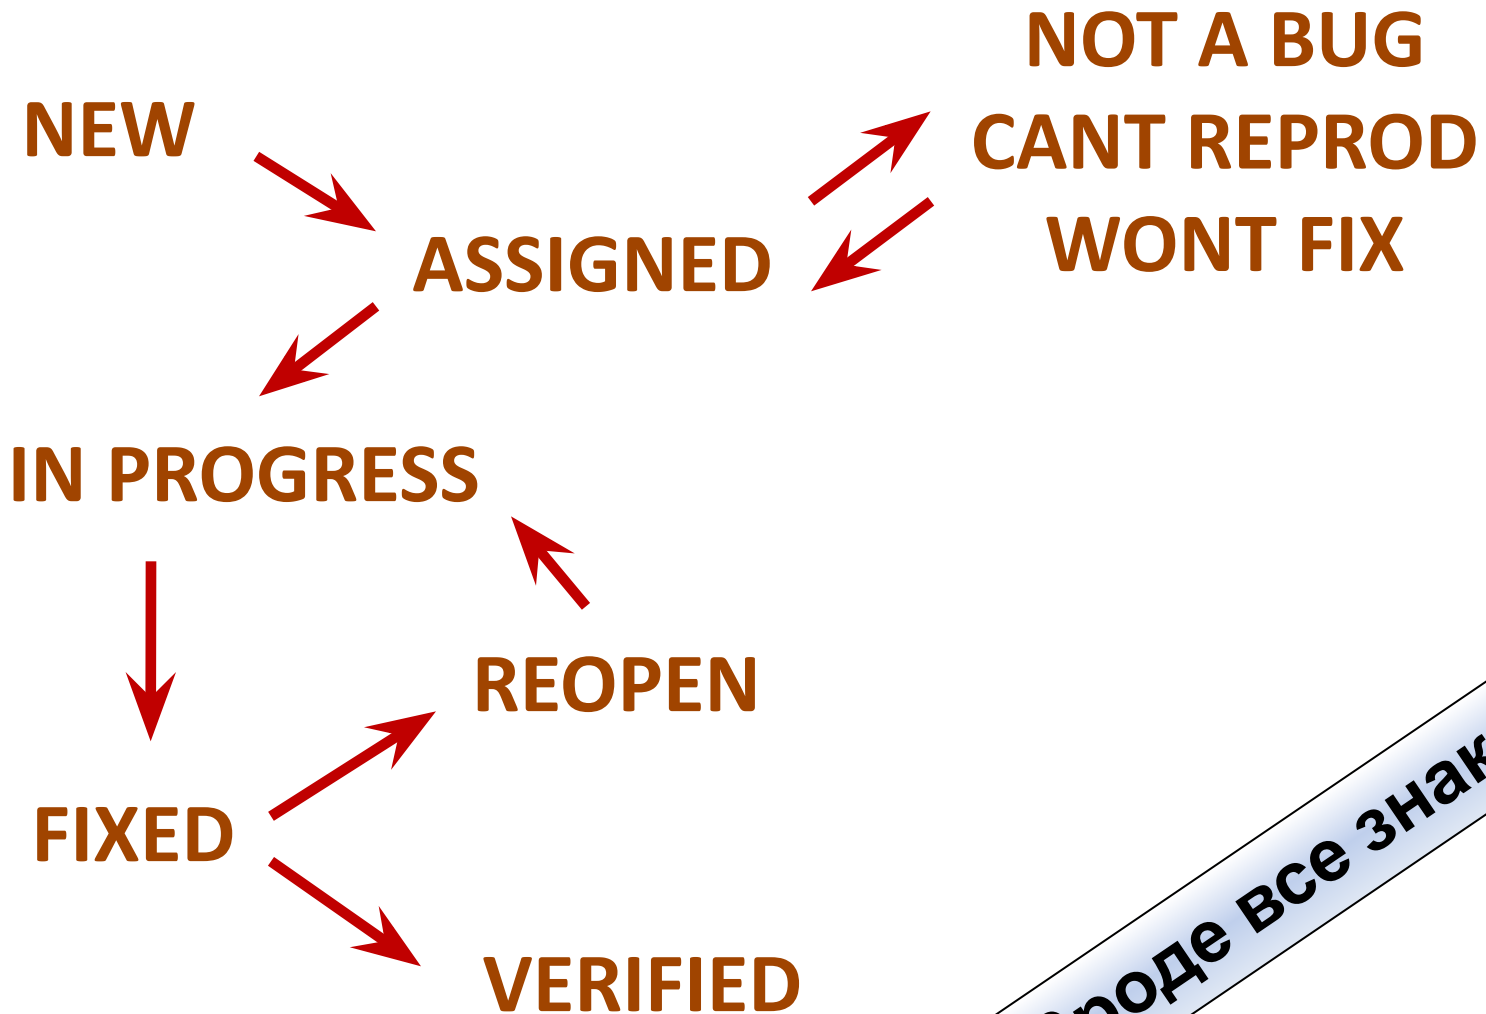 NOT A BUG
NEW
CANT REPROD
WONT FIX
ASSIGNED
IN PROGRESS
REOPEN
FIXED
VERIFIED
все